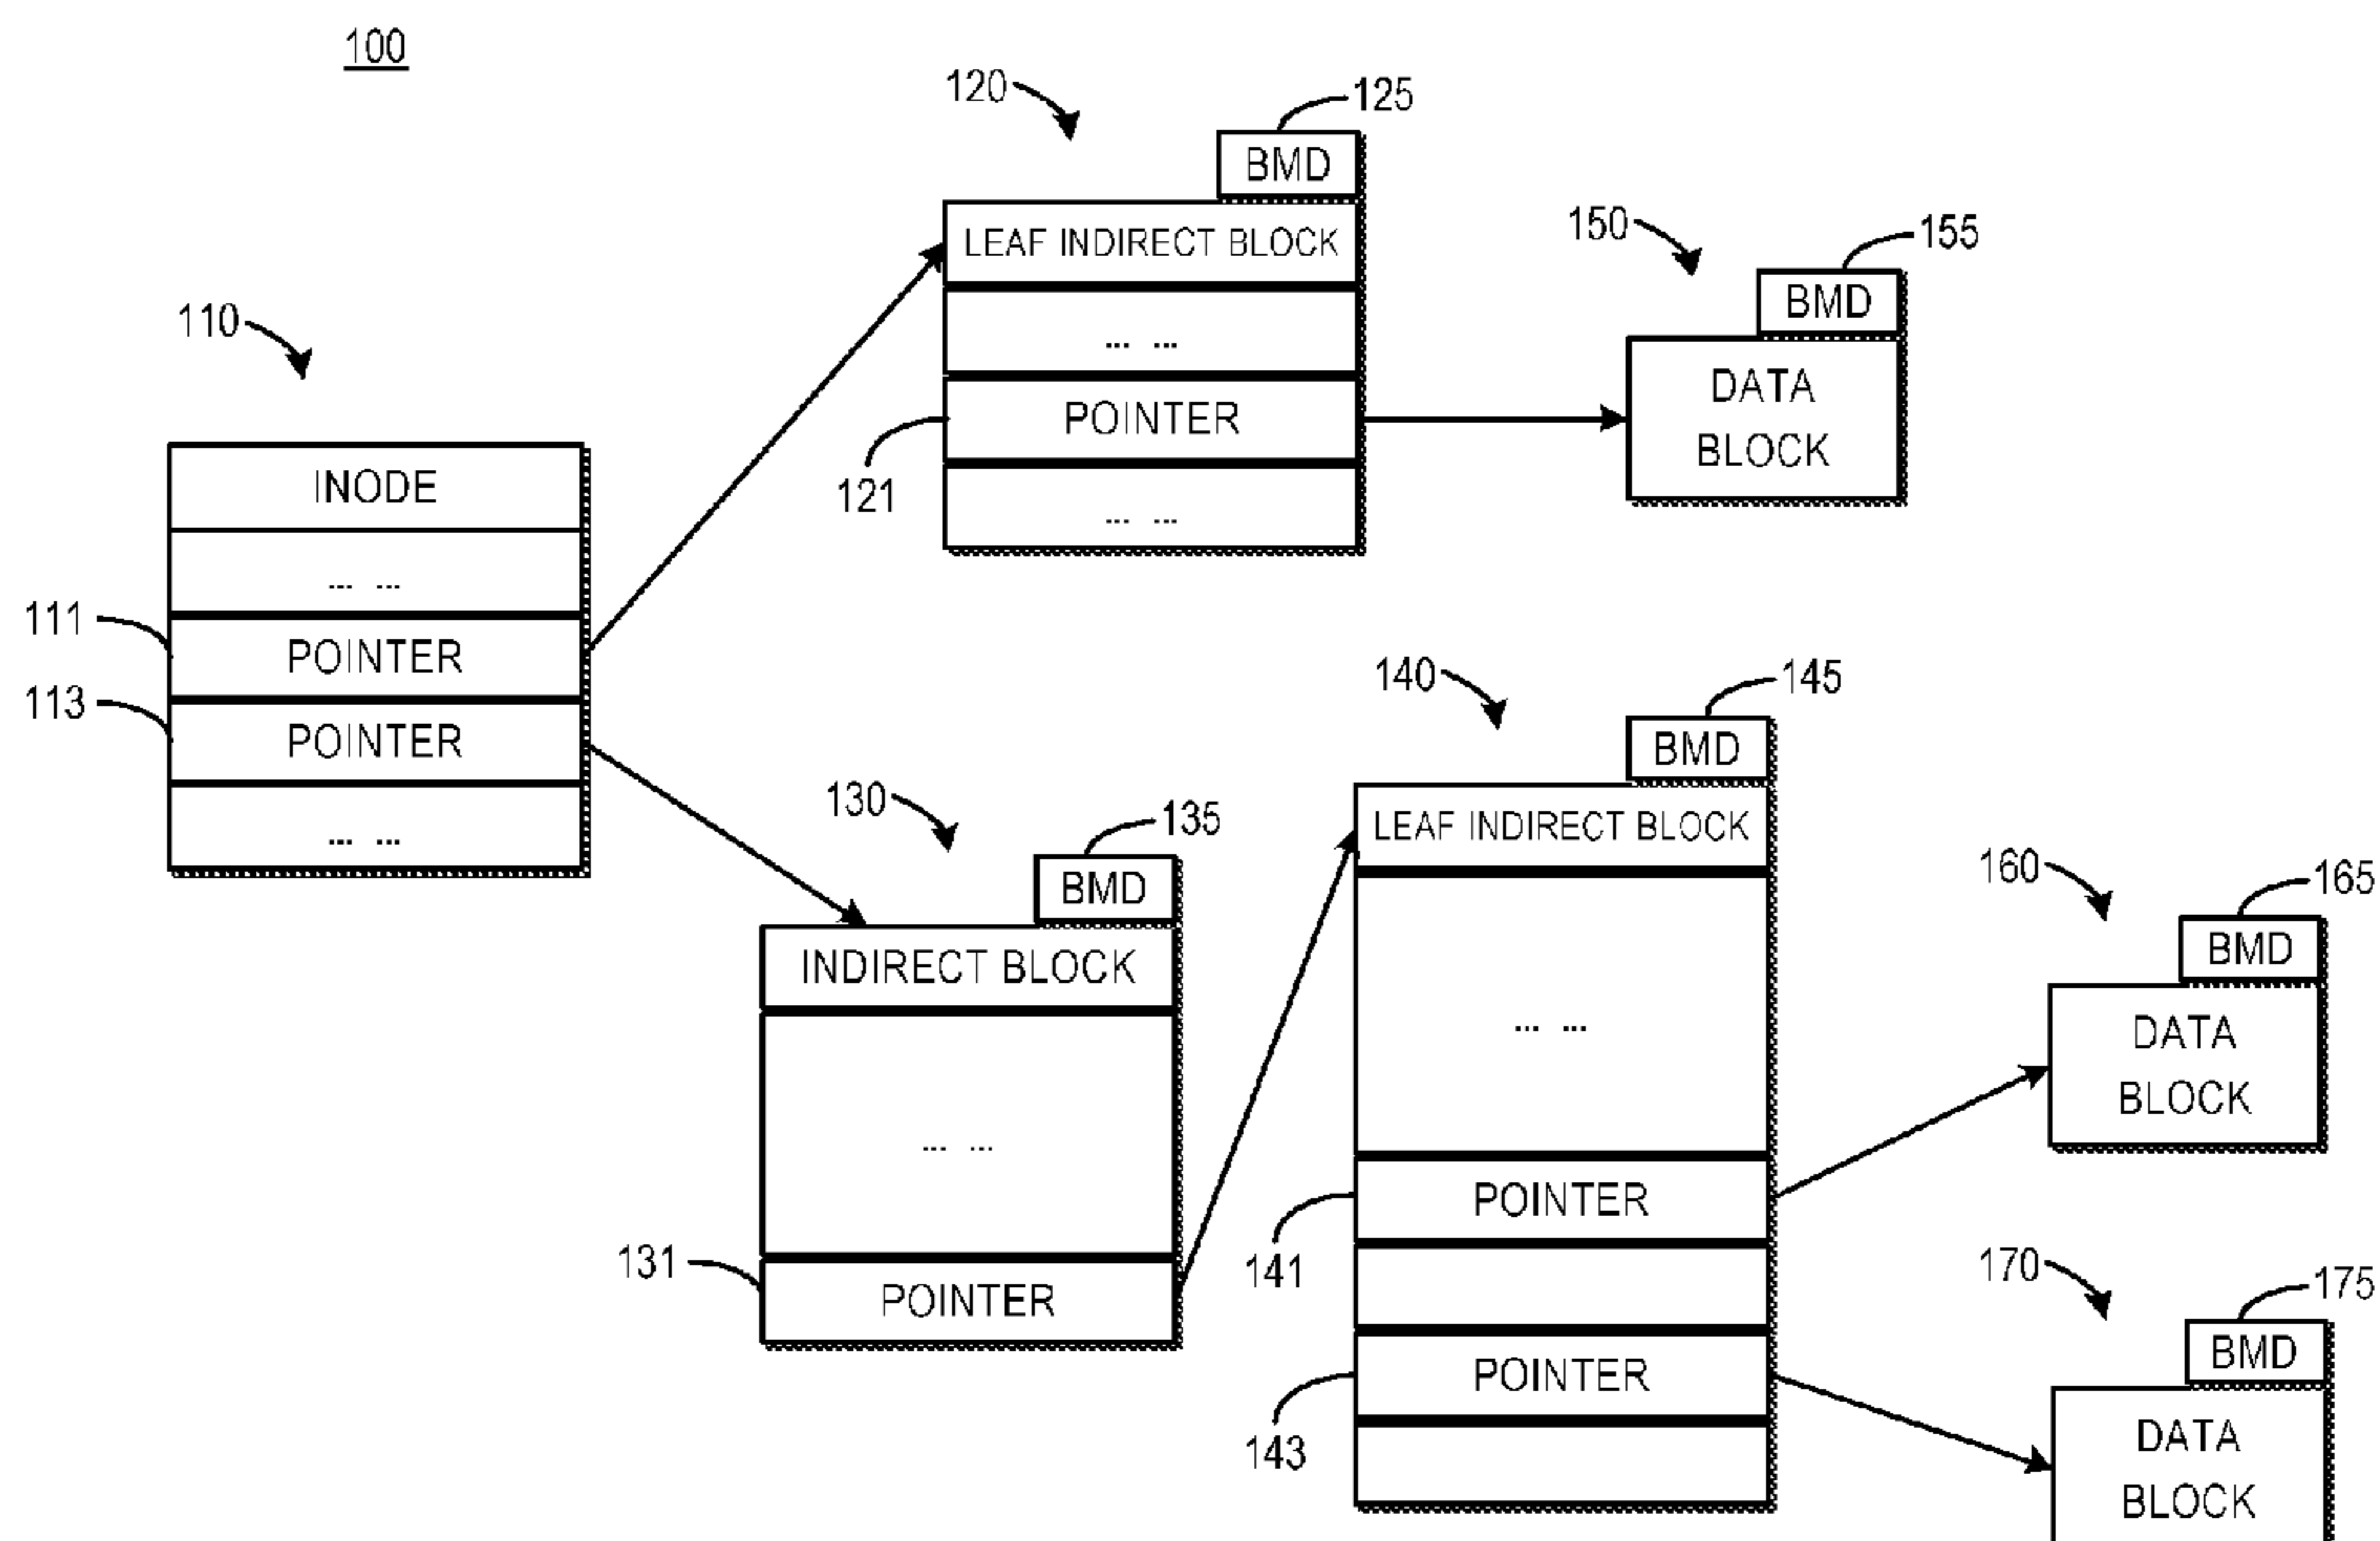 100
120
125
BMD
LEAF INDIRECT BLOCK
... ...
POINTER
121
... ...
150
155
BMD
DATA
BLOCK
110
INODE
... ...
111
POINTER
113
POINTER
... ...
130
135
BMD
INDIRECT BLOCK
... ...
131
POINTER
140
145
BMD
LEAF INDIRECT BLOCK
... ...
141
POINTER
143
POINTER
160
165
BMD
DATA
BLOCK
170
175
BMD
DATA
BLOCK